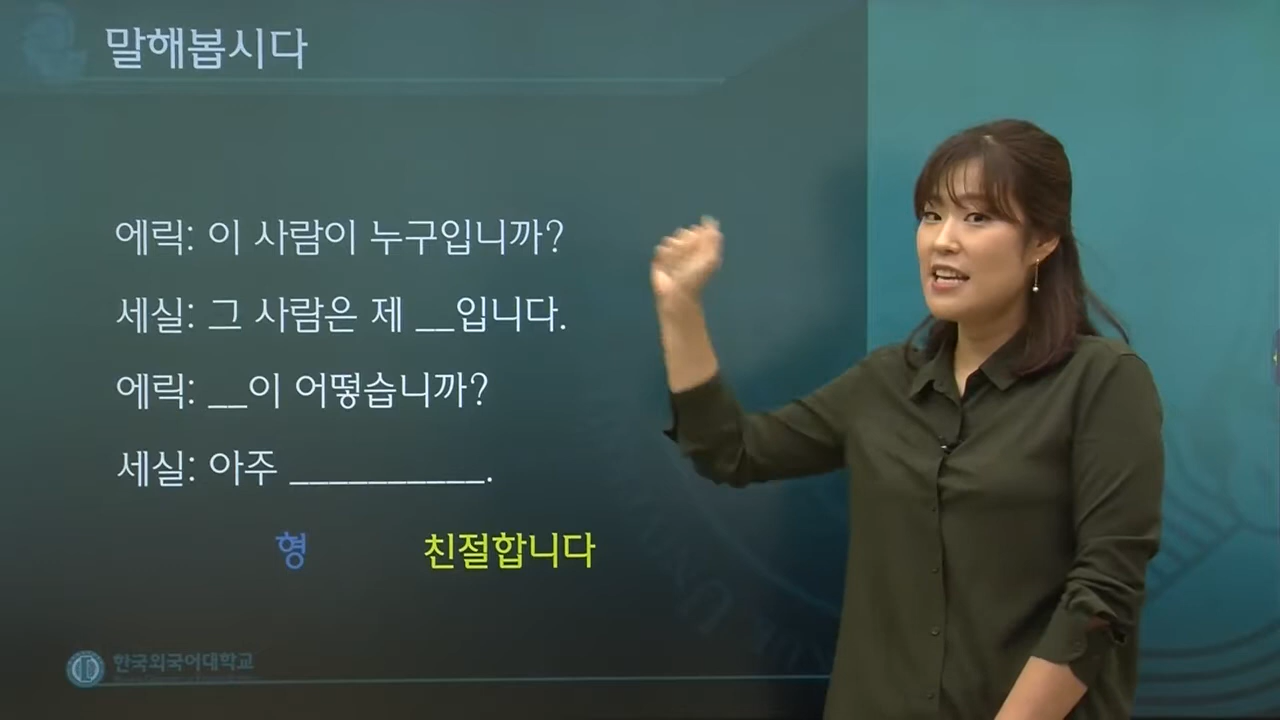 말해봅시다
에릭: 이 사람이 누구입니까?
세실: 그 사람은 제 __입니다.
에릭: __이 어떻습니까?
세실: 아주 __________.
형 친절합니다
한국외국어대학교